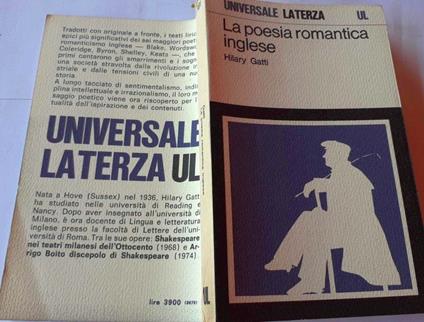 Tradotti con originale a fronte, i testi lirici
epici più significativi dei sei maggiori poeti
romanticismo inglese — Blake, Wordsw
Coleridge, Byron, Shelley, Keats —, che
primi cantarono gli smarrimenti e i sogn
una società stravolta dalla rivoluzione in
striale e dalle tensioni civili di una nuo
storia.
A lungo tacciato di sentimentalismo, indi
plina intellettuale e irrazionalismo, il loro m
saggio poetico viene ora riscoperto per l
tualità dell'ispirazione e dei contenuti.
UNIVERSALE
LATERZA UL
Nata a Hove (Sussex) nel 1936, Hilary Gatti
ha studiato nelle università di Reading e
Nancy. Dopo aver insegnato all'università di
Milano, è ora docente di Lingua e letteratura
inglese presso la facoltà di Lettere dell'uni-
versità di Roma. Tra le sue opere: Shakespeare
nei teatri milanesi dell'Ottocento (1968) e Ar-
rigo Boito discepolo di Shakespeare (1974).
lire 3900
UL
UNIVERSALE LATERZA UL
La poesia romantica
inglese
Hilary Gatti